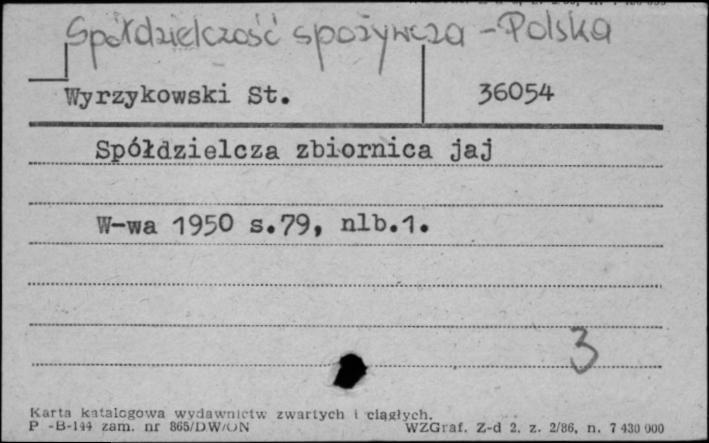 Spółdzielczość spożywcza - Polska
Wyrzykowski St. 36054
Spółdzielcza zbiornica jaj
W-wa 1950 s.79, nlb.1.
3
Karta katalogowa wydawnictw zwartych i ciągłych.
P -B-144 zam. nr 865/DW/ON WZGraf. Z-d 2, z. 2/86, n. 7 430 000